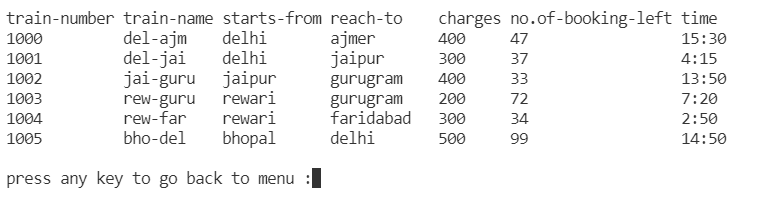 train-number train-name starts-from reach-to charges no.of-booking-left time
1000 del-ajm delhi ajmer 400 47 15:30
1001 del-jai delhi jaipur 300 37 4:15
1002 jai-guru jaipur gurugram 400 33 13:50
1003 rew-guru rewari gurugram 200 72 7:20
1004 rew-far rewari faridabad 300 34 2:50
1005 bho-del bhopal delhi 500 99 14:50
press any key to go back to menu :